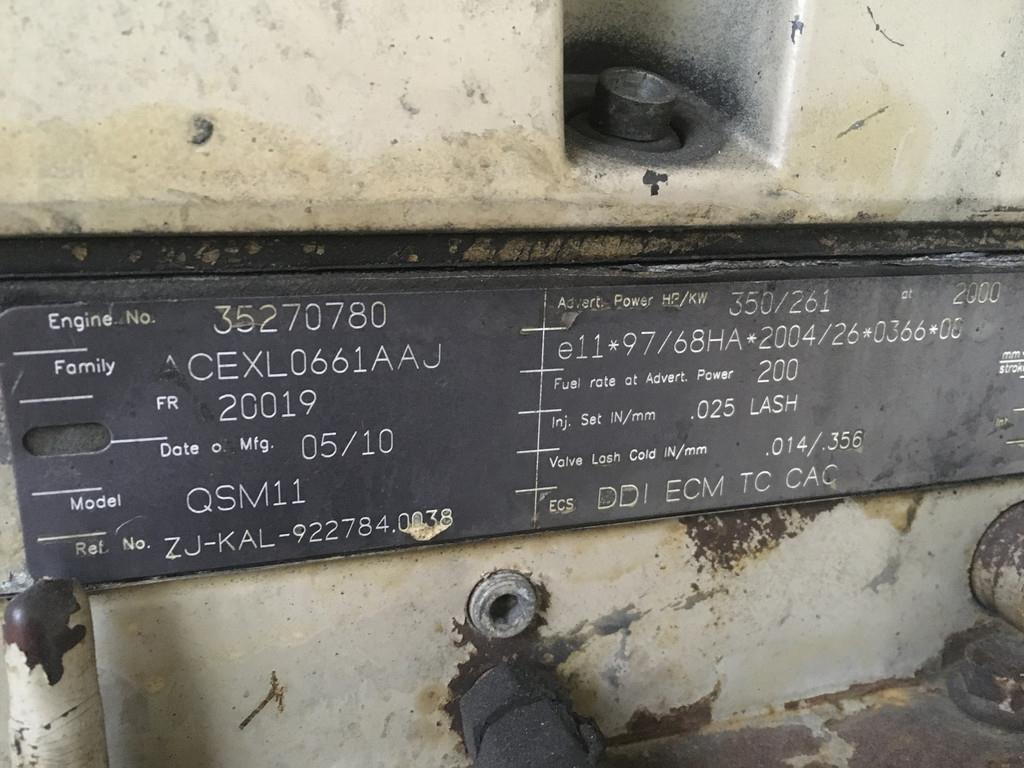 Engine No. 35270780
Family ACEXL0661AAJ
FR 20019
Date of Mfg. 05/10
Model QSM11
Ref. No. ZJ-KAL-922784.0038
Advert. Power HP/KW 350/261 at 2000
e11*97/68HA*2004/26*0366*00
Fuel rate at Advert. Power 200
mm
stroke
Inj. Set IN/mm .025 LASH
Valve Lash Cold IN/mm .014/.356
ECS DDI ECM TC CAC